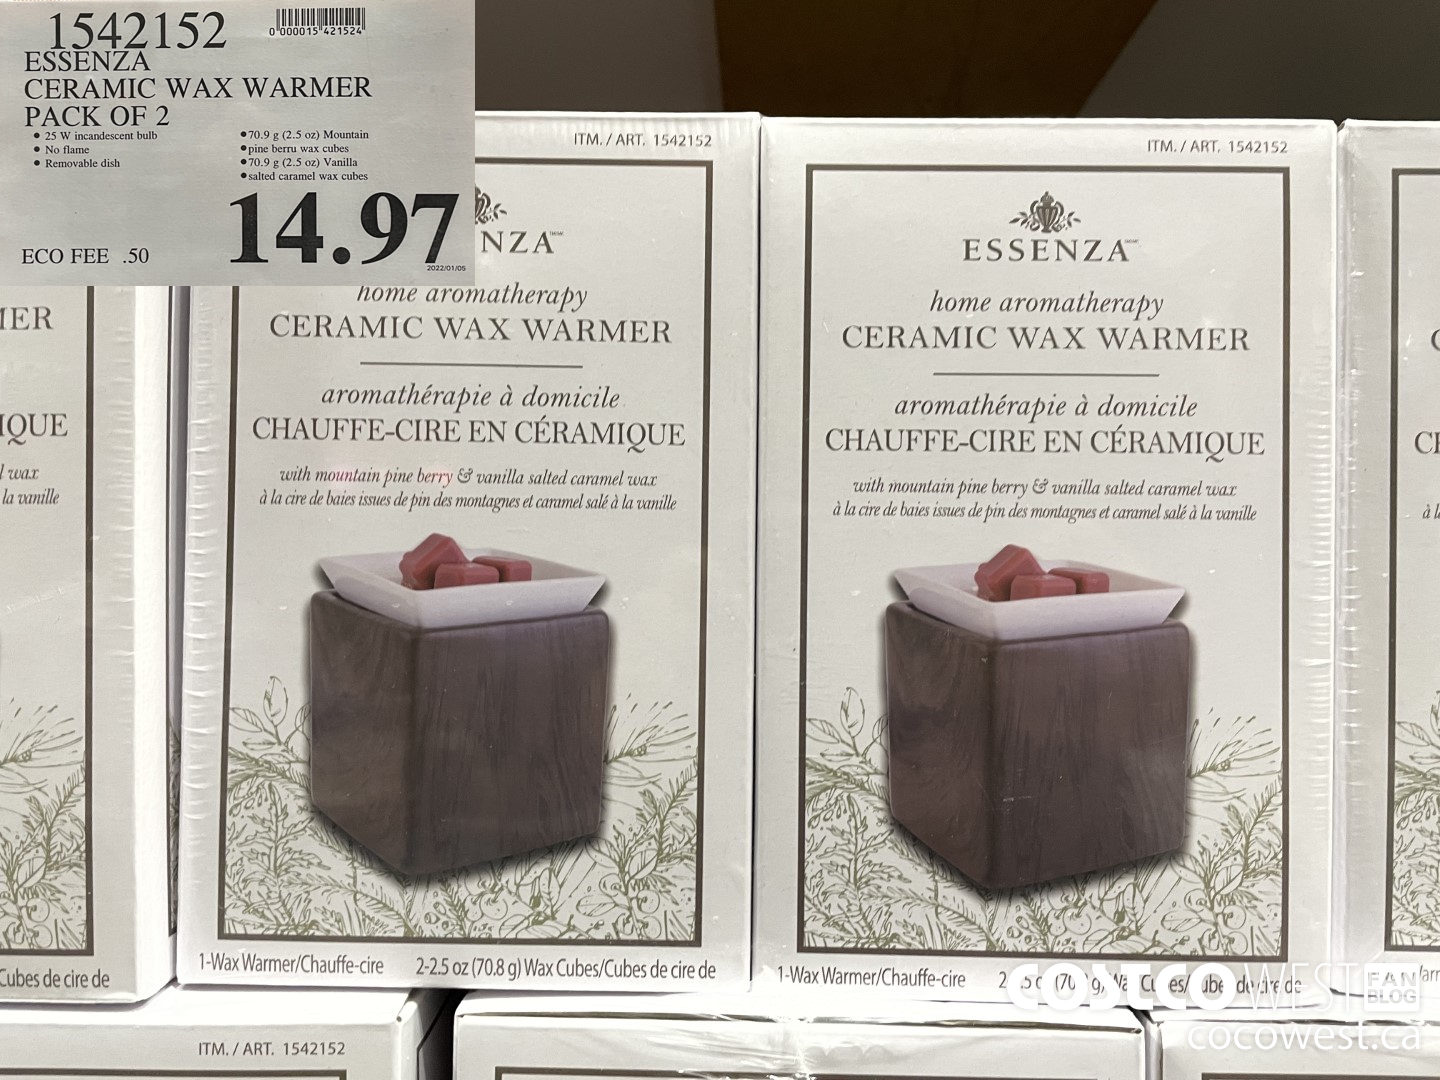 1542152
0 000015 421524
ESSENZA
CERAMIC WAX WARMER
PACK OF 2
25 W incandescent bulb
No flame
Removable dish
70.9 g (2.5 oz) Mountain
pine berru wax cubes
70.9 g (2.5 oz) Vanilla
salted caramel wax cubes
14.97
ECO FEE .50
2022/01/05
IQUE
la vanille
Cubes de cire de
NZA
home aromatherapy
CERAMIC WAX WARMER
aromathérapie à domicile
CHAUFFE-CIRE EN CÉRAMIQUE
with mountain pine berry & vanilla salted caramel wax
à la cire de baies issues de pin des montagnes et caramel salé à la vanille
1-Wax Warmer/Chauffe-cire 2-2.5 oz (70.8 g) Wax Cubes/Cubes de cire de
ITM. / ART. 1542152
ITM. / ART. 1542152
ESSENZA
home aromatherapy
CERAMIC WAX WARMER
aromathérapie à domicile
CHAUFFE-CIRE EN CÉRAMIQUE
with mountain pine berry & vanilla salted caramel wax
à la cire de baies issues de pin des montagnes et caramel salé à la vanille
1-Wax Warmer/Chauffe-cire
ITM. / ART. 1542152
COSTCO WEST FAN BLOG
cocowest.ca